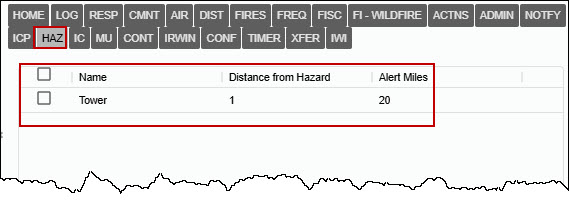 HOME LOG RESP CMNT AIR DIST FIRES FREQ FISC FI - WILDFIRE ACTNS ADMIN NOTFY
ICP HAZ IC MU CONT IRWIN CONF TIMER XFER IWI
Name Distance from Hazard Alert Miles
Tower 1 20